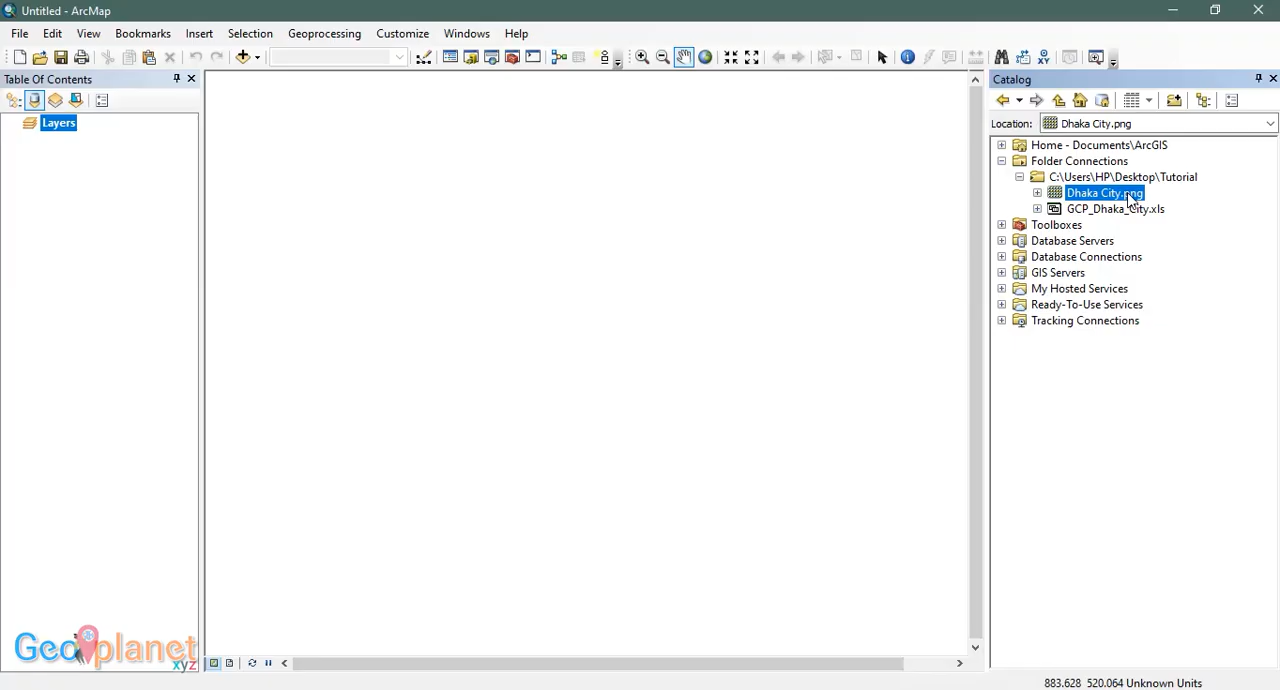 Untitled - ArcMap
File Edit View Bookmarks Insert Selection Geoprocessing Customize Windows Help
Table Of Contents
Layers
Catalog
Location: Dhaka City.png
Home - Documents\ArcGIS
Folder Connections
C:\Users\HP\Desktop\Tutorial
Dhaka City.png
GCP_Dhaka_City.xls
Toolboxes
Database Servers
Database Connections
GIS Servers
My Hosted Services
Ready-To-Use Services
Tracking Connections
Geoplanet
xyz
883.628 520.064 Unknown Units